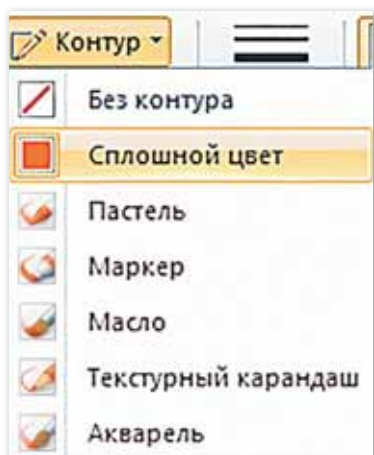 Контур
Без контура
Сплошной цвет
Пастель
Маркер
Масло
Текстурный карандаш
Акварель